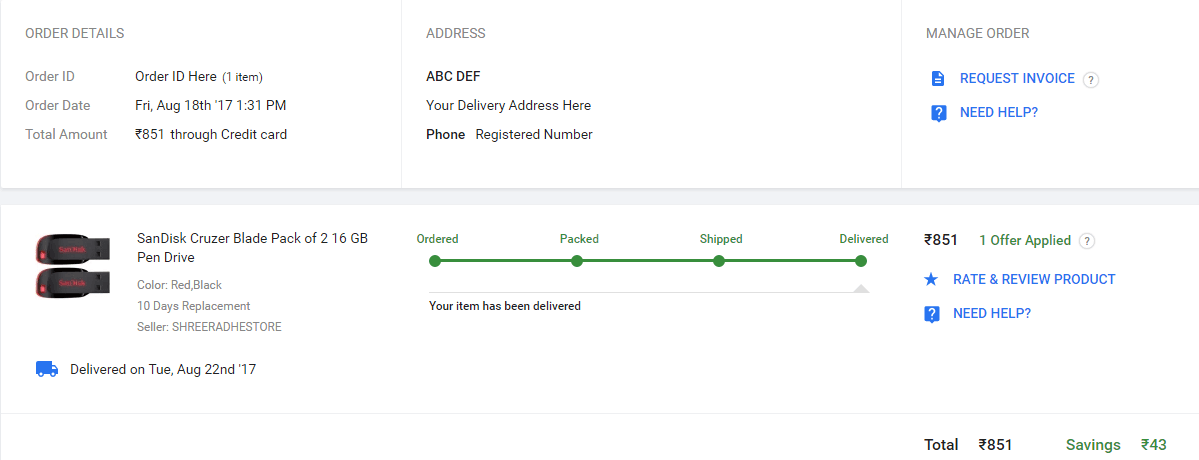 ORDER DETAILS
Order ID Order ID Here (1 item)
Order Date Fri, Aug 18th '17 1:31 PM
Total Amount ₹851 through Credit card
ADDRESS
ABC DEF
Your Delivery Address Here
Phone Registered Number
MANAGE ORDER
REQUEST INVOICE ?
? NEED HELP?
SanDisk
SanDisk
SanDisk Cruzer Blade Pack of 2 16 GB
Pen Drive
Color: Red,Black
10 Days Replacement
Seller: SHREERADHESTORE
Ordered Packed Shipped Delivered
Your item has been delivered
₹851 1 Offer Applied ?
RATE & REVIEW PRODUCT
? NEED HELP?
Delivered on Tue, Aug 22nd '17
Total ₹851 Savings ₹43